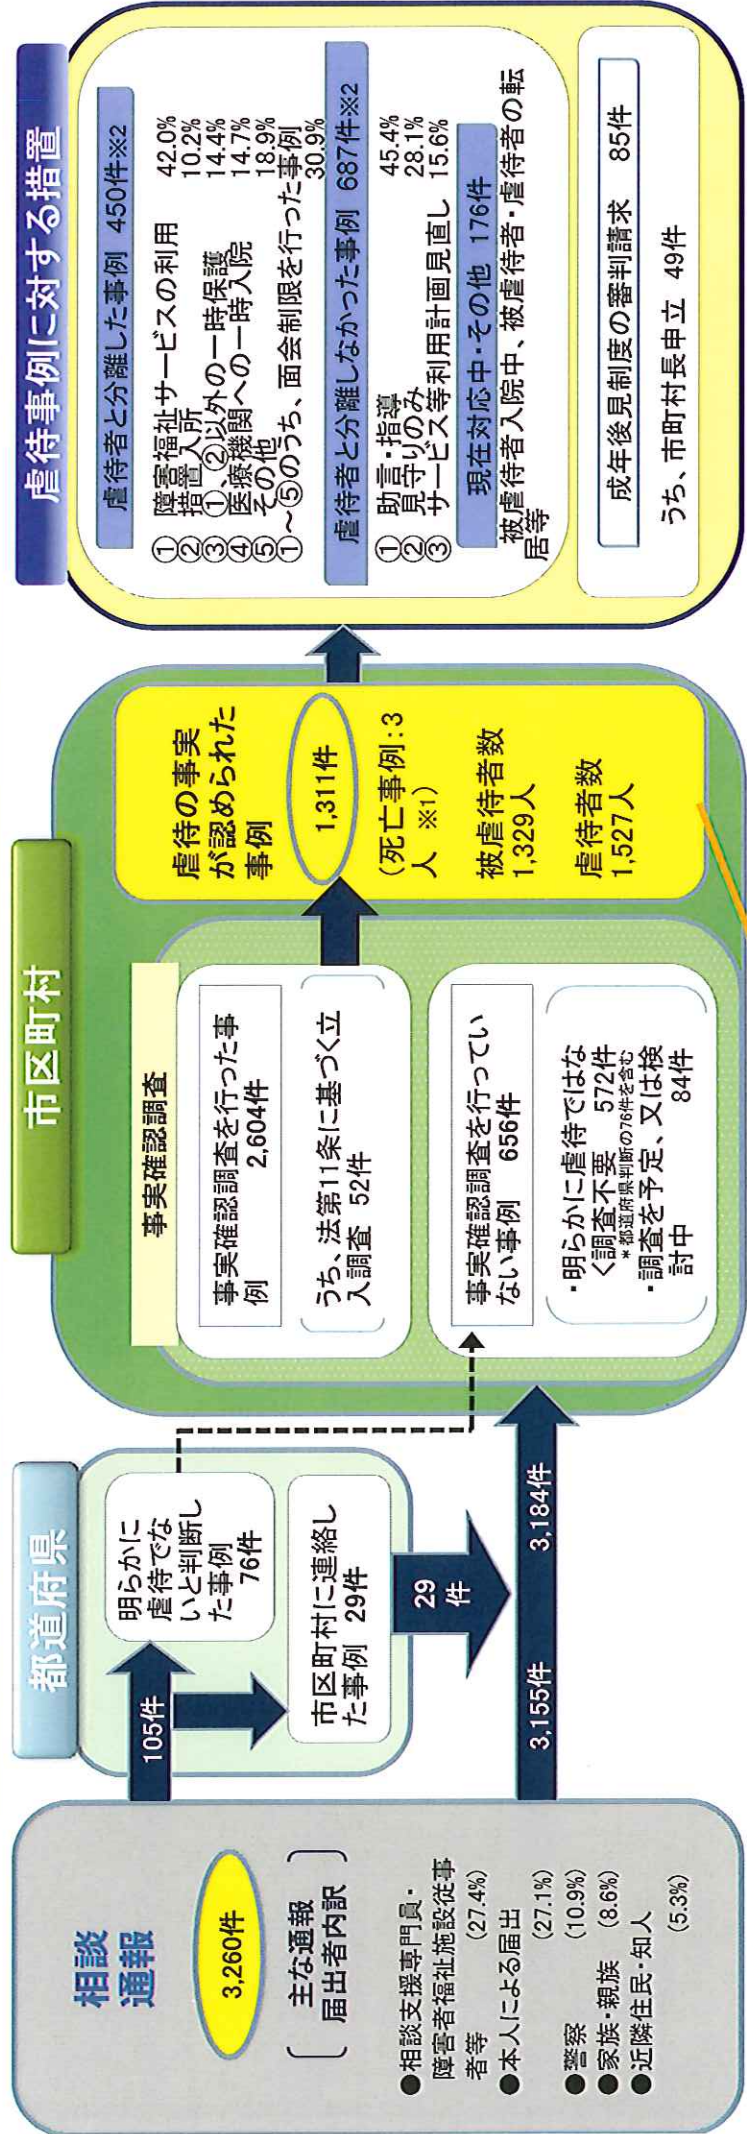 相談
通報
3,260件
主な通報
届出者内訳
●相談支援専門員・
障害者福祉施設従事
者等 (27.4%)
●本人による届出
(27.1%)
●警察 (10.9%)
●家族・親族 (8.6%)
●近隣住民・知人
(5.3%)
都道府県
105件
明らかに
虐待でな
いと判断し
た事例
76件
市区町村に連絡し
た事例 29件
29
件
3,155件
3,184件
市区町村
事実確認調査
事実確認調査を行った事
例 2,604件
うち、法第11条に基づく立
入調査 52件
事実確認調査を行ってい
ない事例 656件
・明らかに虐待ではな
く調査不要 572件
*都道府県判断の76件を含む
・調査を予定、又は検
討中 84件
虐待の事実
が認められた
事例
1,311件
(死亡事例:3
人 ※1)
被虐待者数
1,329人
虐待者数
1,527人
虐待事例に対する措置
虐待者と分離した事例 450件※2
① 障害福祉サービスの利用 42.0%
② 措置入所 10.2%
③ ①、②以外の一時保護 14.4%
④ 医療機関への一時入院 14.7%
⑤ その他 18.9%
①~⑤のうち、面会制限を行った事例
30.9%
虐待者と分離しなかった事例 687件※2
① 助言・指導 45.4%
② 見守りのみ 28.1%
③ サービス等利用計画見直し 15.6%
現在対応中・その他 176件
被虐待者入院中、被虐待者・虐待者の転
居等
成年後見制度の審判請求 85件
うち、市町村長申立 49件